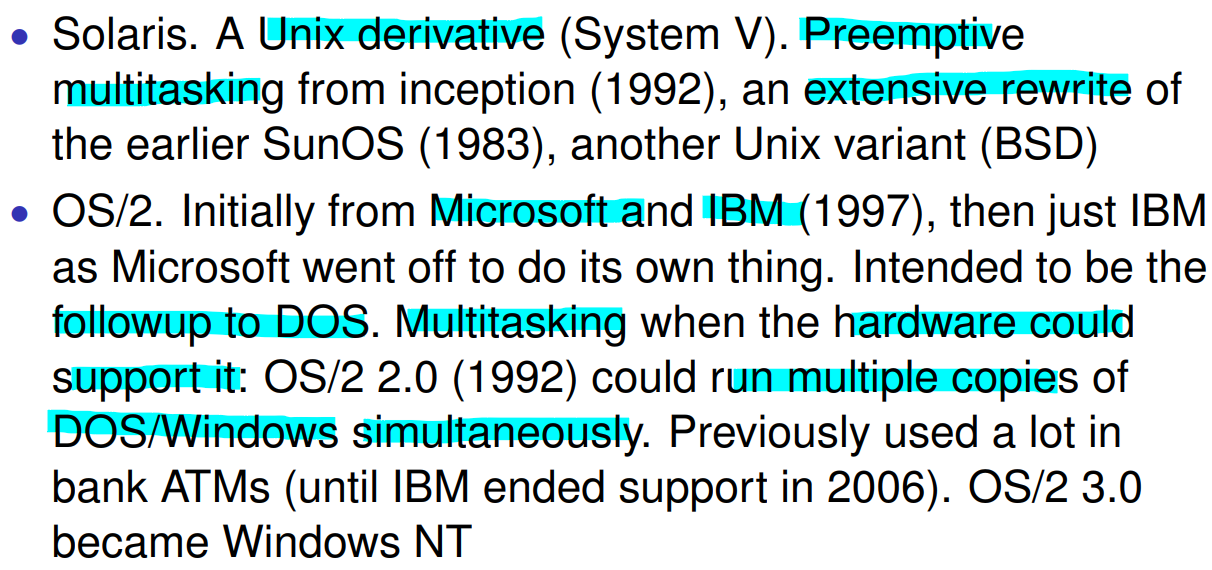 • Solaris. A Unix derivative (System V). Preemptive
multitasking from inception (1992), an extensive rewrite of
the earlier SunOS (1983), another Unix variant (BSD)
• OS/2. Initially from Microsoft and IBM (1997), then just IBM
as Microsoft went off to do its own thing. Intended to be the
followup to DOS. Multitasking when the hardware could
support it: OS/2 2.0 (1992) could run multiple copies of
DOS/Windows simultaneously. Previously used a lot in
bank ATMs (until IBM ended support in 2006). OS/2 3.0
became Windows NT